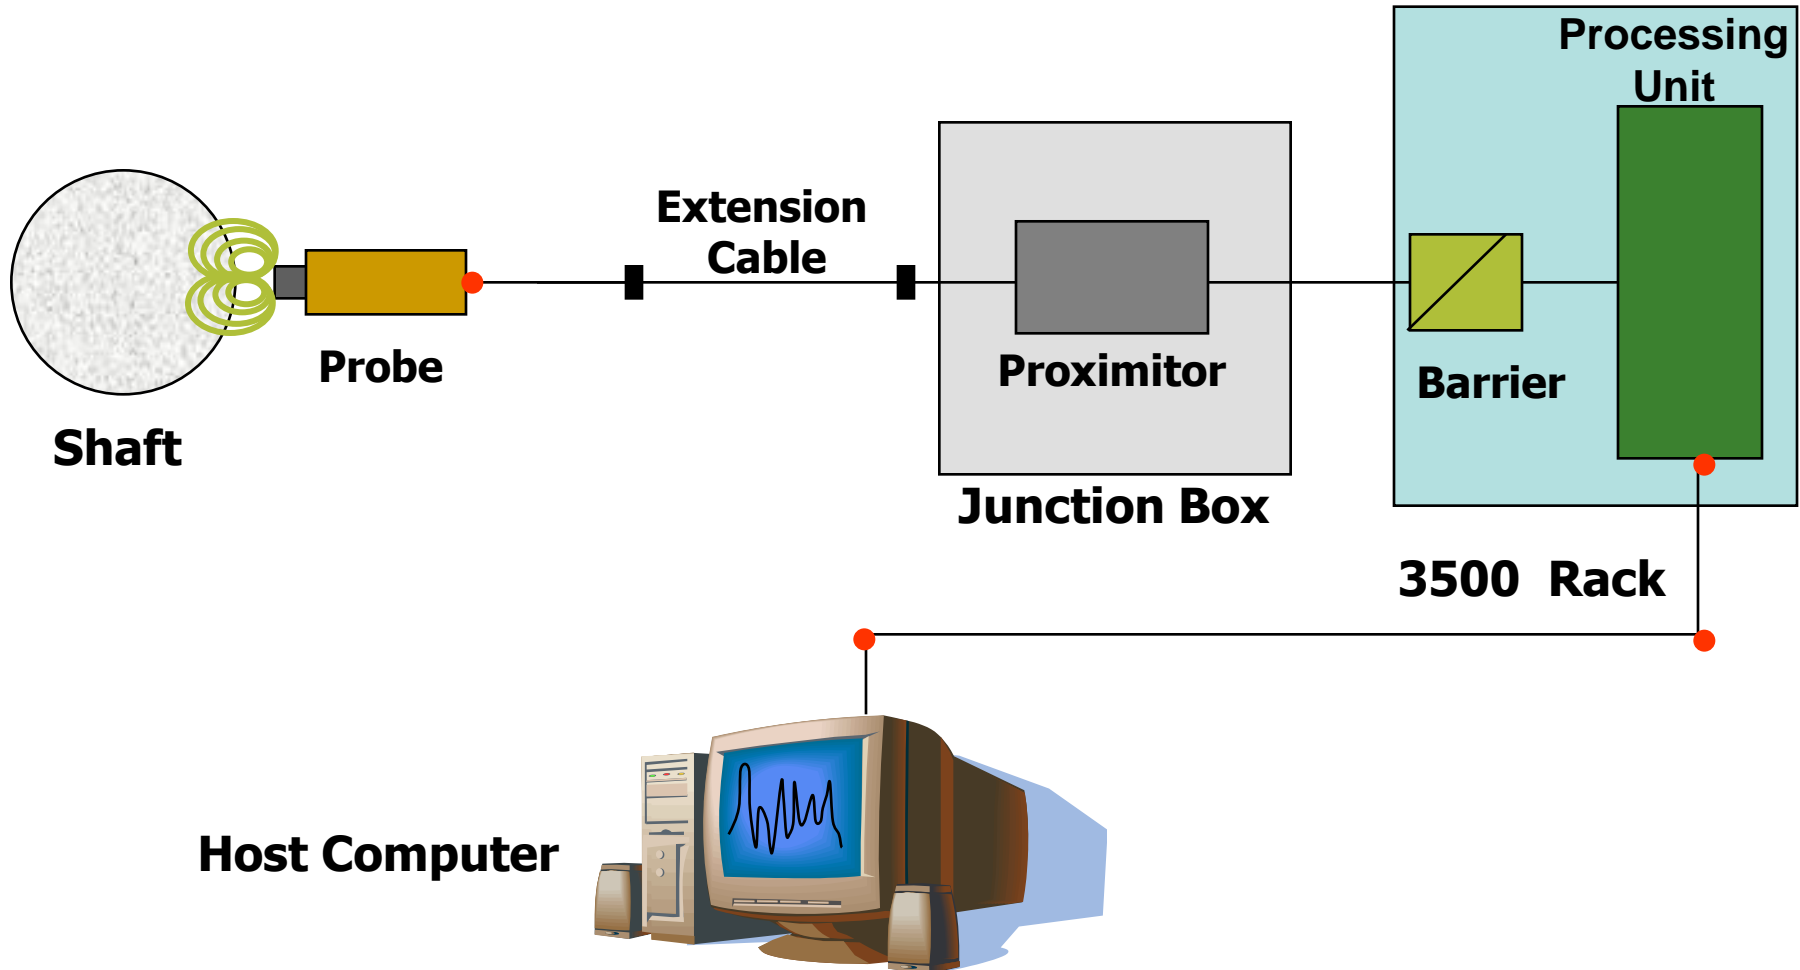 Processing
Unit
Extension
Cable
Probe
Proximitor
Barrier
Shaft
Junction Box
3500 Rack
Host Computer